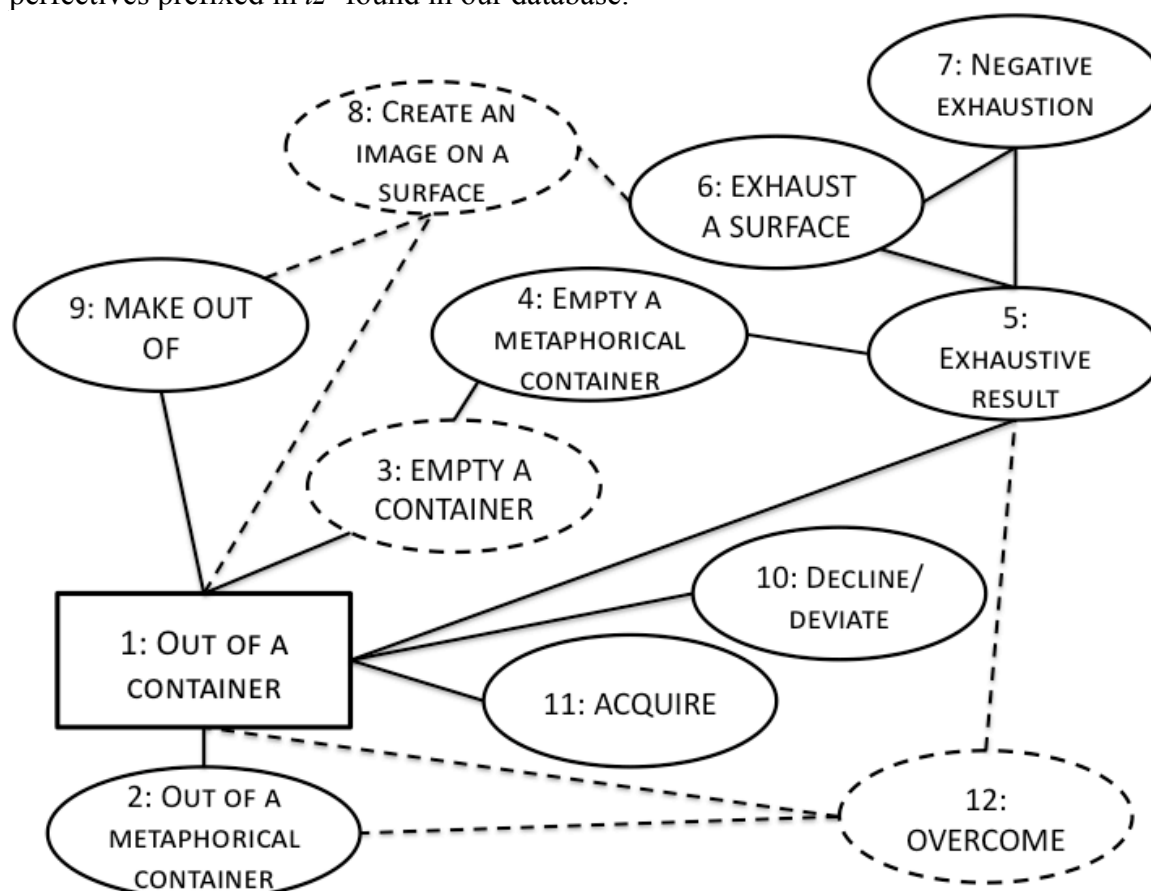 perfectives prefixed in iz- found in our database.
7: NEGATIVE
EXHAUSTION
8: CREATE AN
IMAGE ON A
SURFACE
6: EXHAUST
A SURFACE
9: MAKE OUT
OF
4: EMPTY A
METAPHORICAL
CONTAINER
5:
EXHAUSTIVE
RESULT
3: EMPTY A
CONTAINER
10: DECLINE/
DEVIATE
1: OUT OF A
CONTAINER
11: ACQUIRE
2: OUT OF A
METAPHORICAL
CONTAINER
12:
OVERCOME